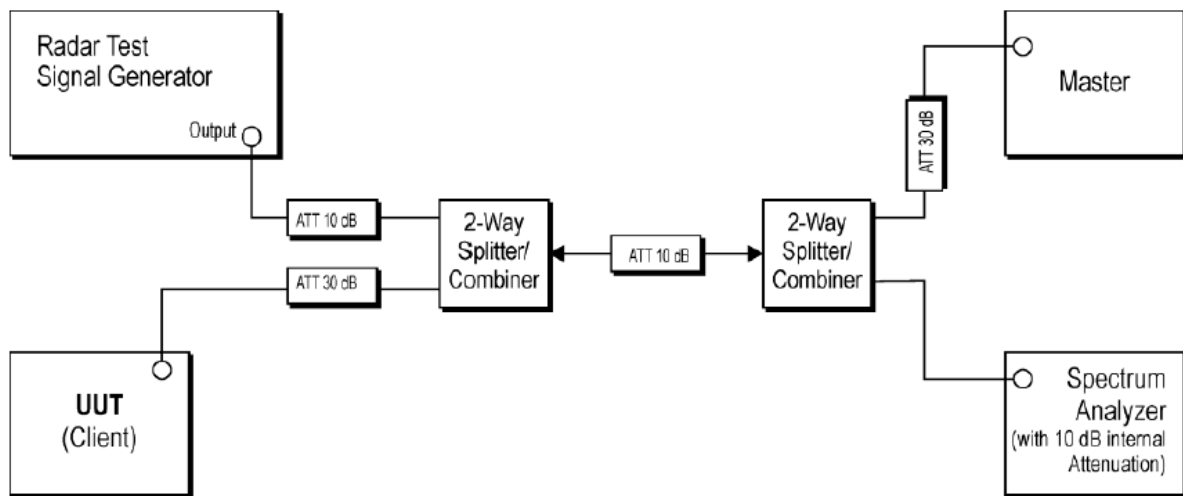 Radar Test
Signal Generator
Output
ATT 10 dB
ATT 30 dB
2-Way
Splitter/
Combiner
ATT 10 dB
2-Way
Splitter/
Combiner
ATT 30 dB
Master
UUT
(Client)
Spectrum
Analyzer
(with 10 dB internal
Attenuation)